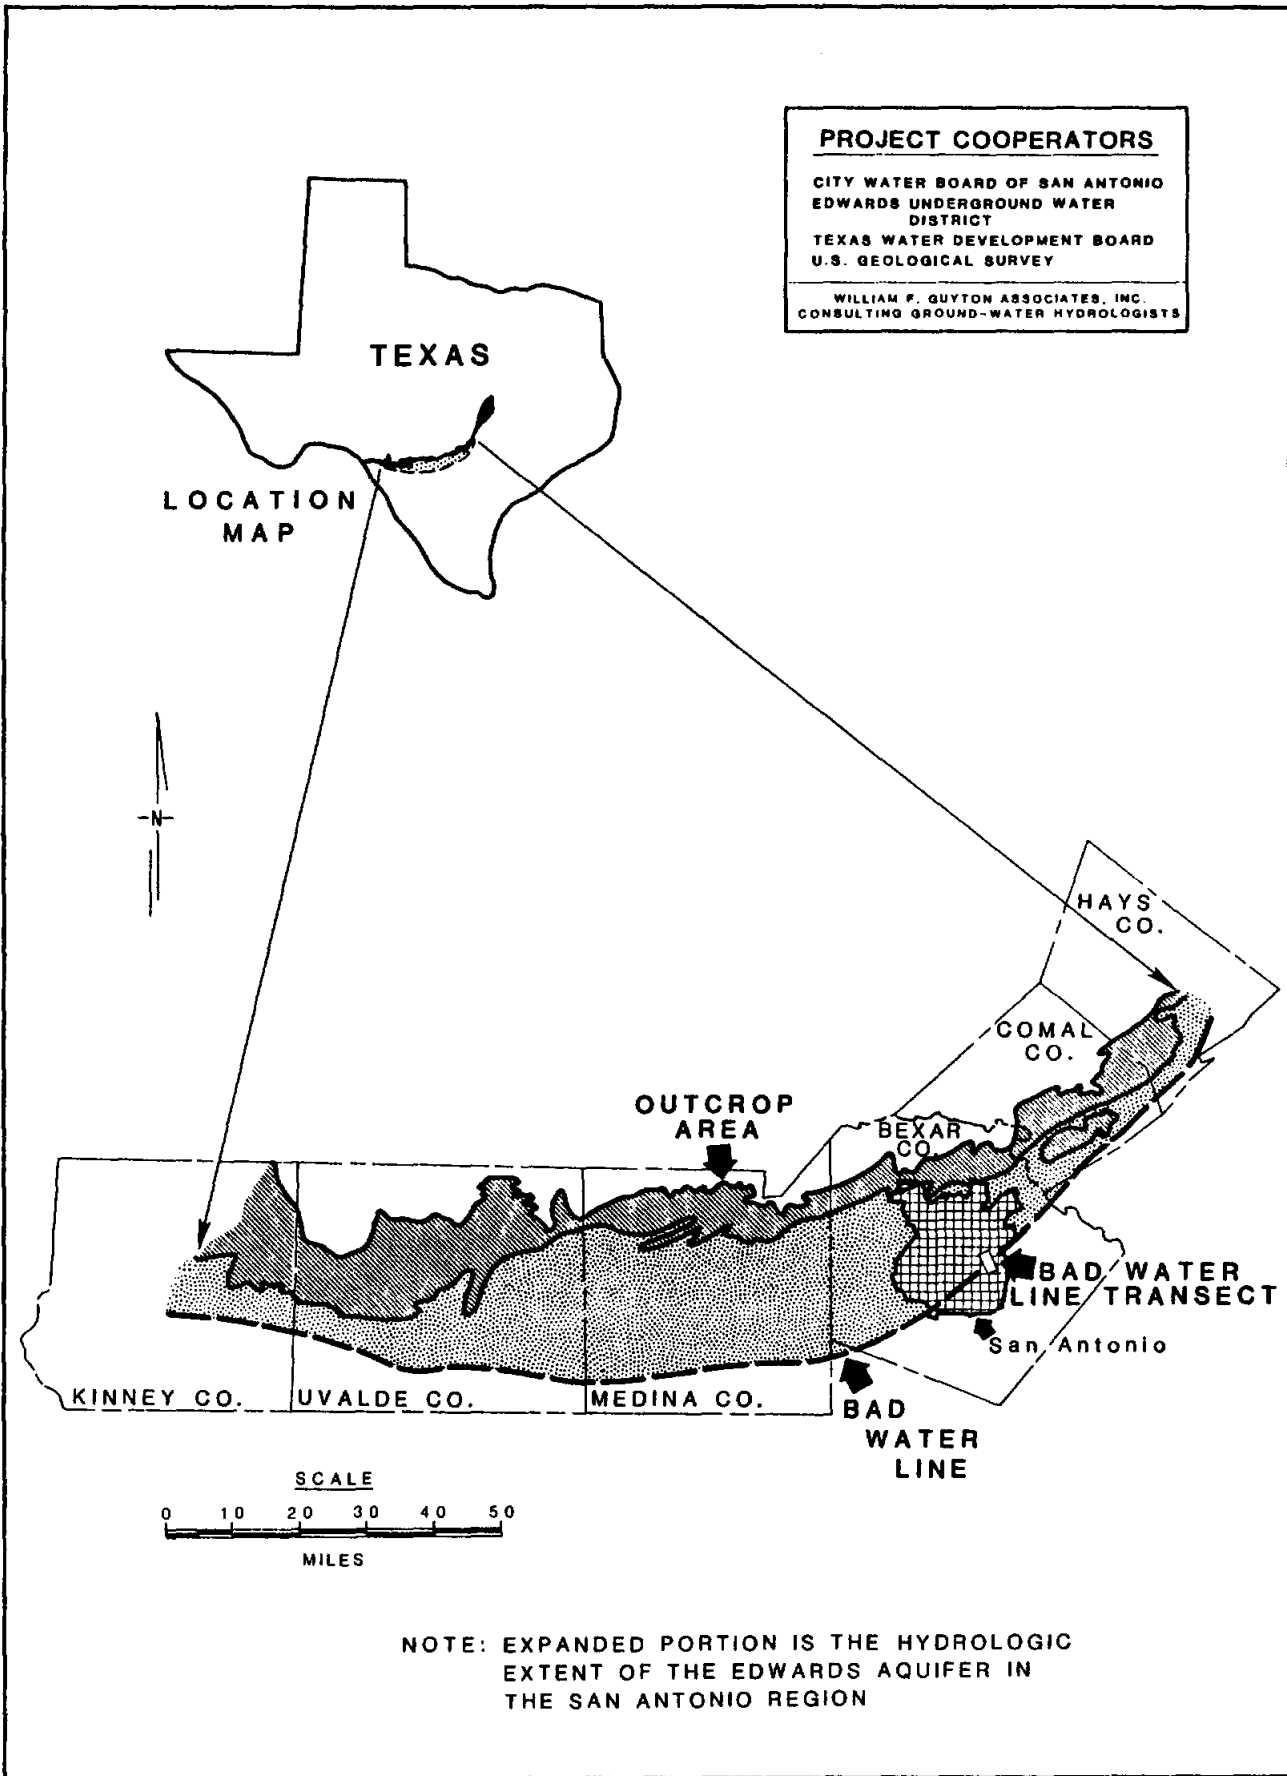 PROJECT COOPERATORS
CITY WATER BOARD OF SAN ANTONIO
EDWARDS UNDERGROUND WATER
DISTRICT
TEXAS WATER DEVELOPMENT BOARD
U.S. GEOLOGICAL SURVEY
WILLIAM F. GUYTON ASSOCIATES, INC.
CONSULTING GROUND-WATER HYDROLOGISTS
TEXAS
LOCATION
MAP
-N-
HAYS
CO.
COMAL
CO.
OUTCROP
AREA
BEXAR
CO.
BAD WATER
LINE TRANSECT
San Antonio
KINNEY CO.
UVALDE CO.
MEDINA CO.
BAD
WATER
LINE
SCALE
0 10 20 30 40 50
MILES
NOTE: EXPANDED PORTION IS THE HYDROLOGIC
EXTENT OF THE EDWARDS AQUIFER IN
THE SAN ANTONIO REGION